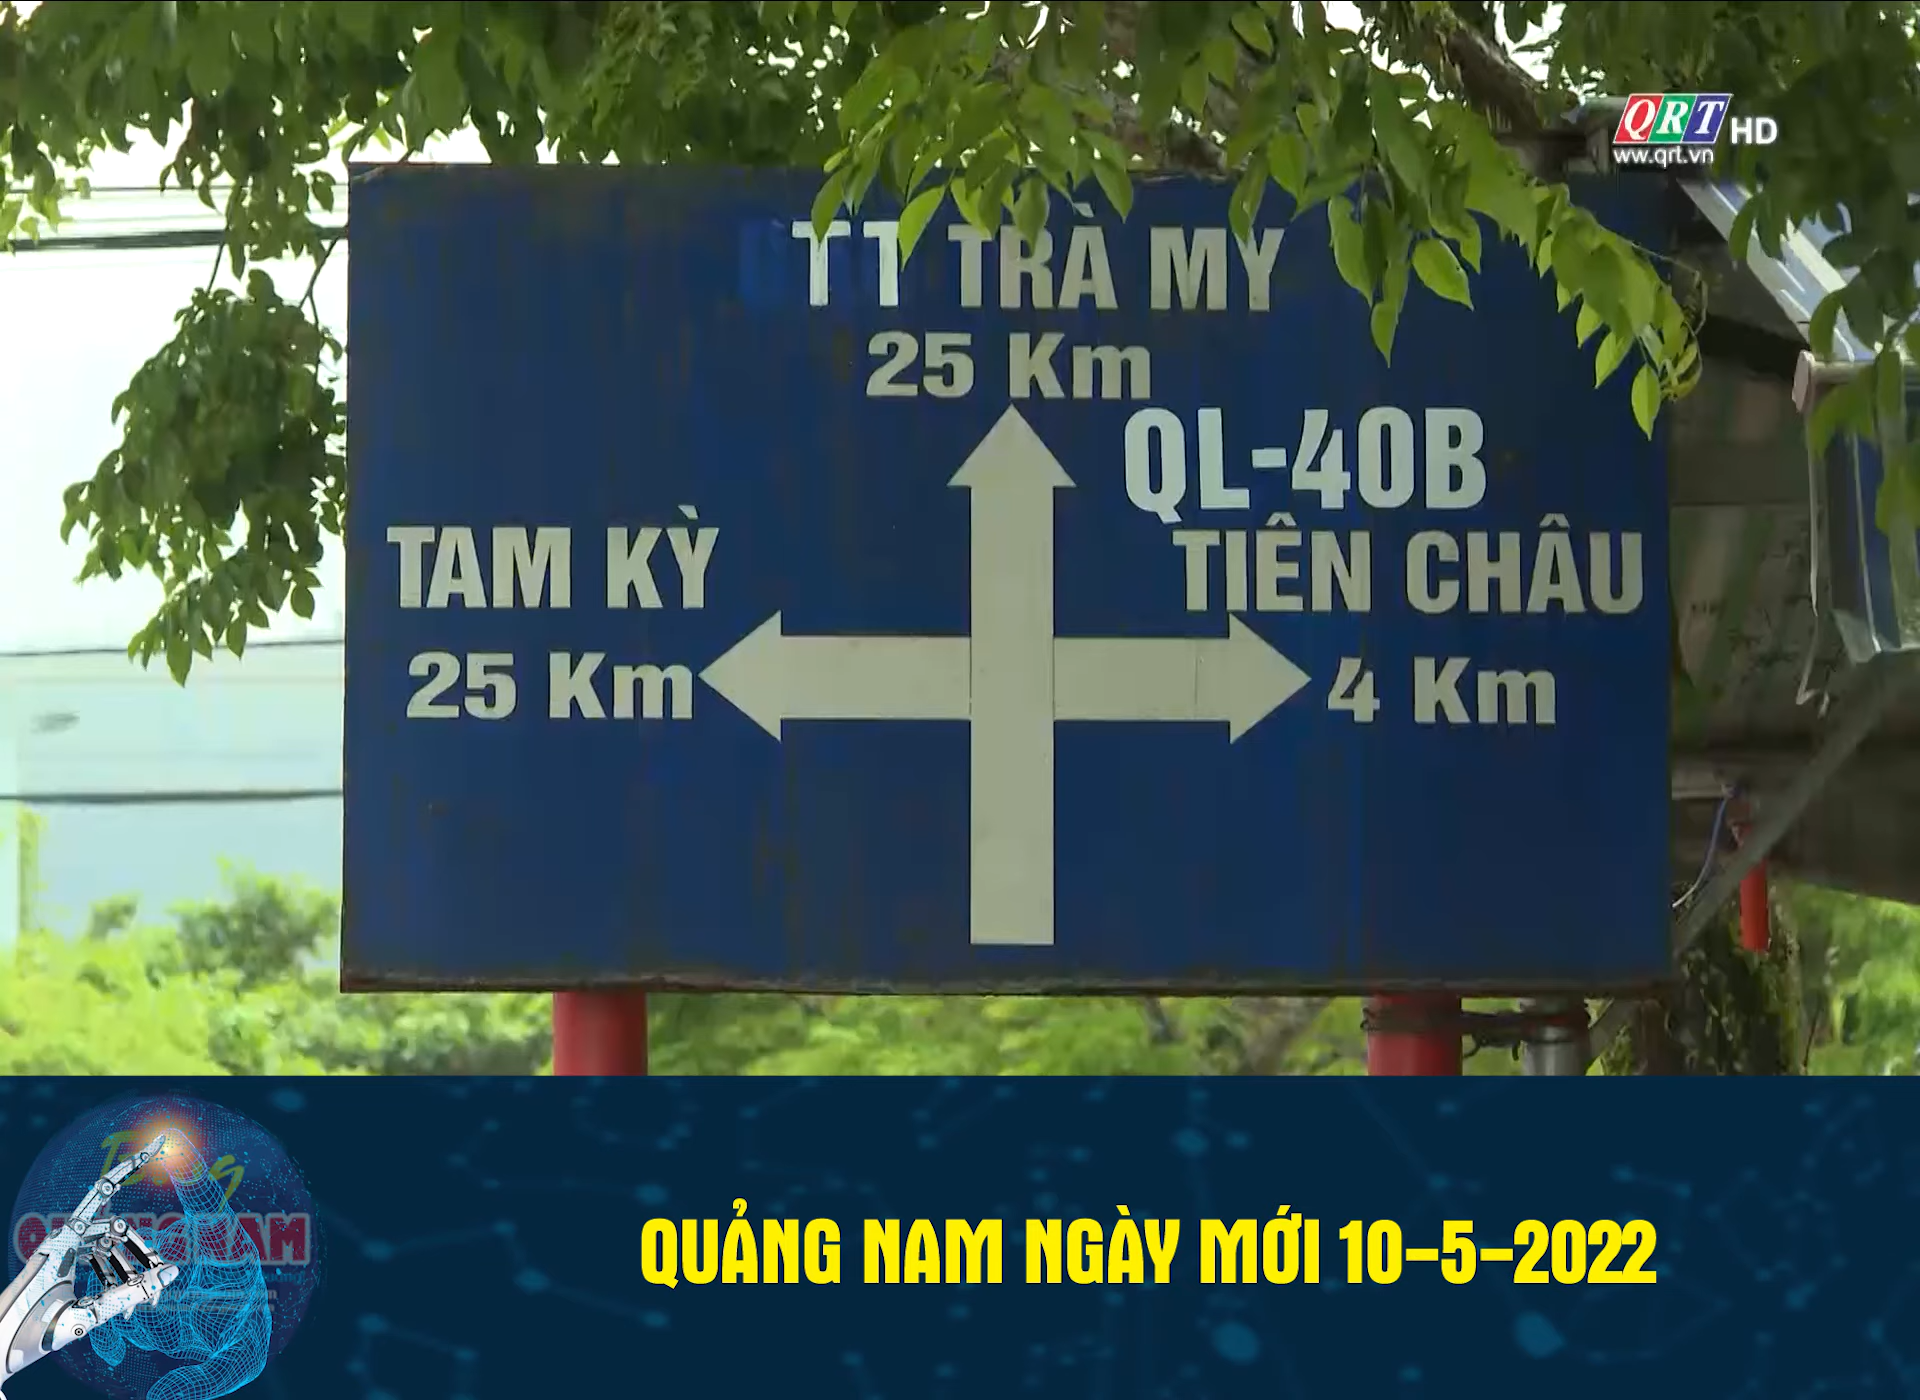 QRT HD
ww.qrt.vn
TT TRÀ MY
25 Km
QL-40B
TAM KỲ
TIÊN CHÂU
25 Km
4 Km
QUẢNG NAM NGÀY MỚI 10-5-2022